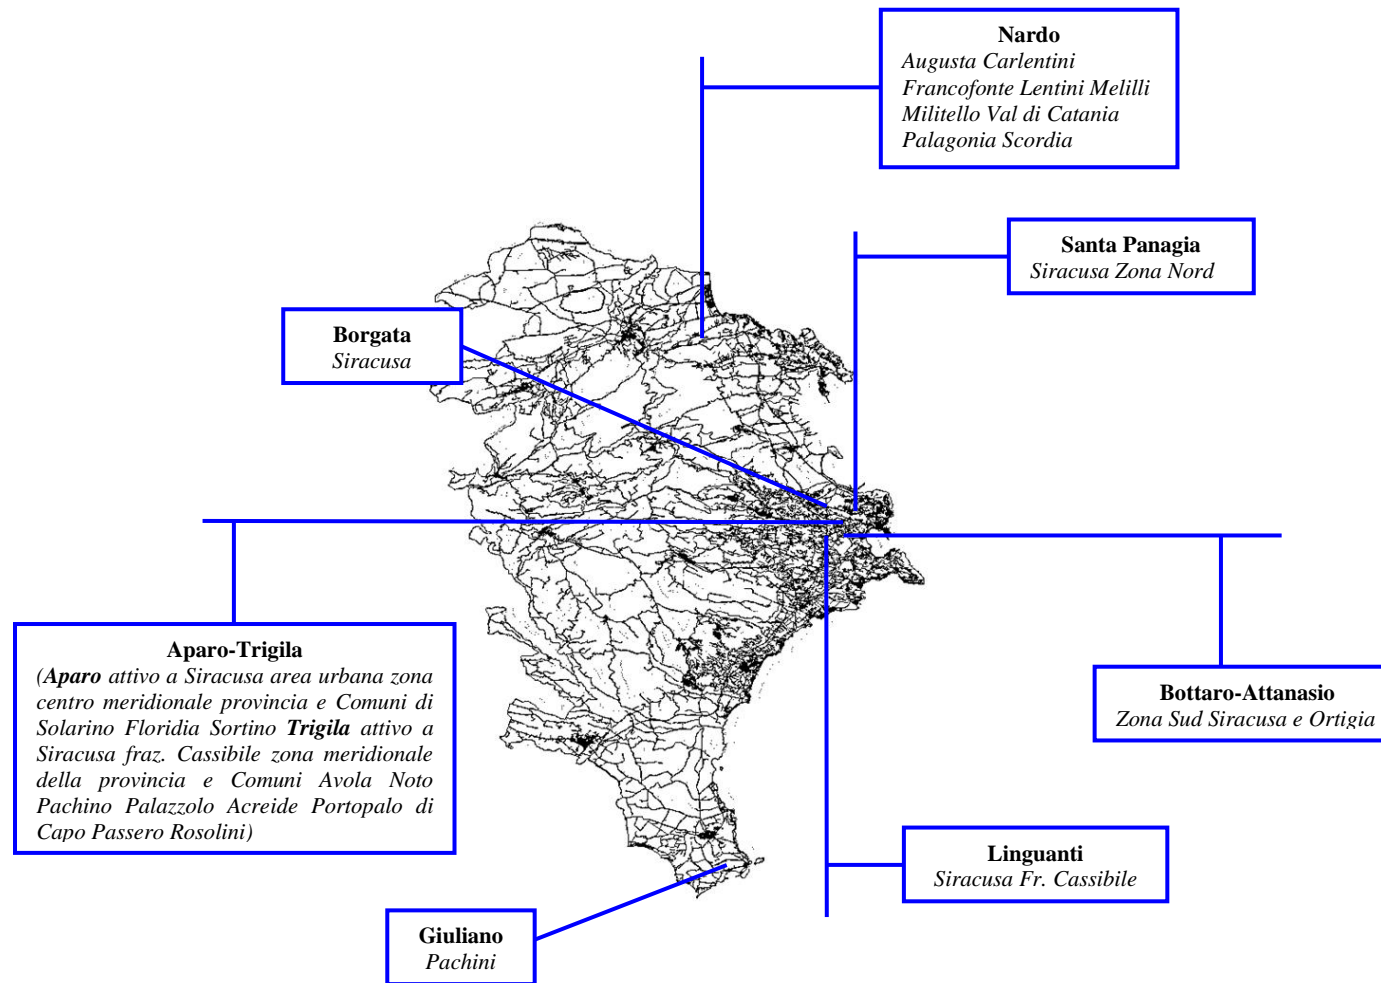 Nardo
Augusta Carlentini
Francofonte Lentini Melilli
Militello Val di Catania
Palagonia Scordia
Santa Panagia
Siracusa Zona Nord
Borgata
Siracusa
Aparo-Trigila
(Aparo attivo a Siracusa area urbana zona
centro meridionale provincia e Comuni di
Solarino Floridia Sortino Trigila attivo a
Siracusa fraz. Cassibile zona meridionale
della provincia e Comuni Avola Noto
Pachino Palazzolo Acreide Portopalo di
Capo Passero Rosolini)
Bottaro-Attanasio
Zona Sud Siracusa e Ortigia
Linguanti
Siracusa Fr. Cassibile
Giuliano
Pachini